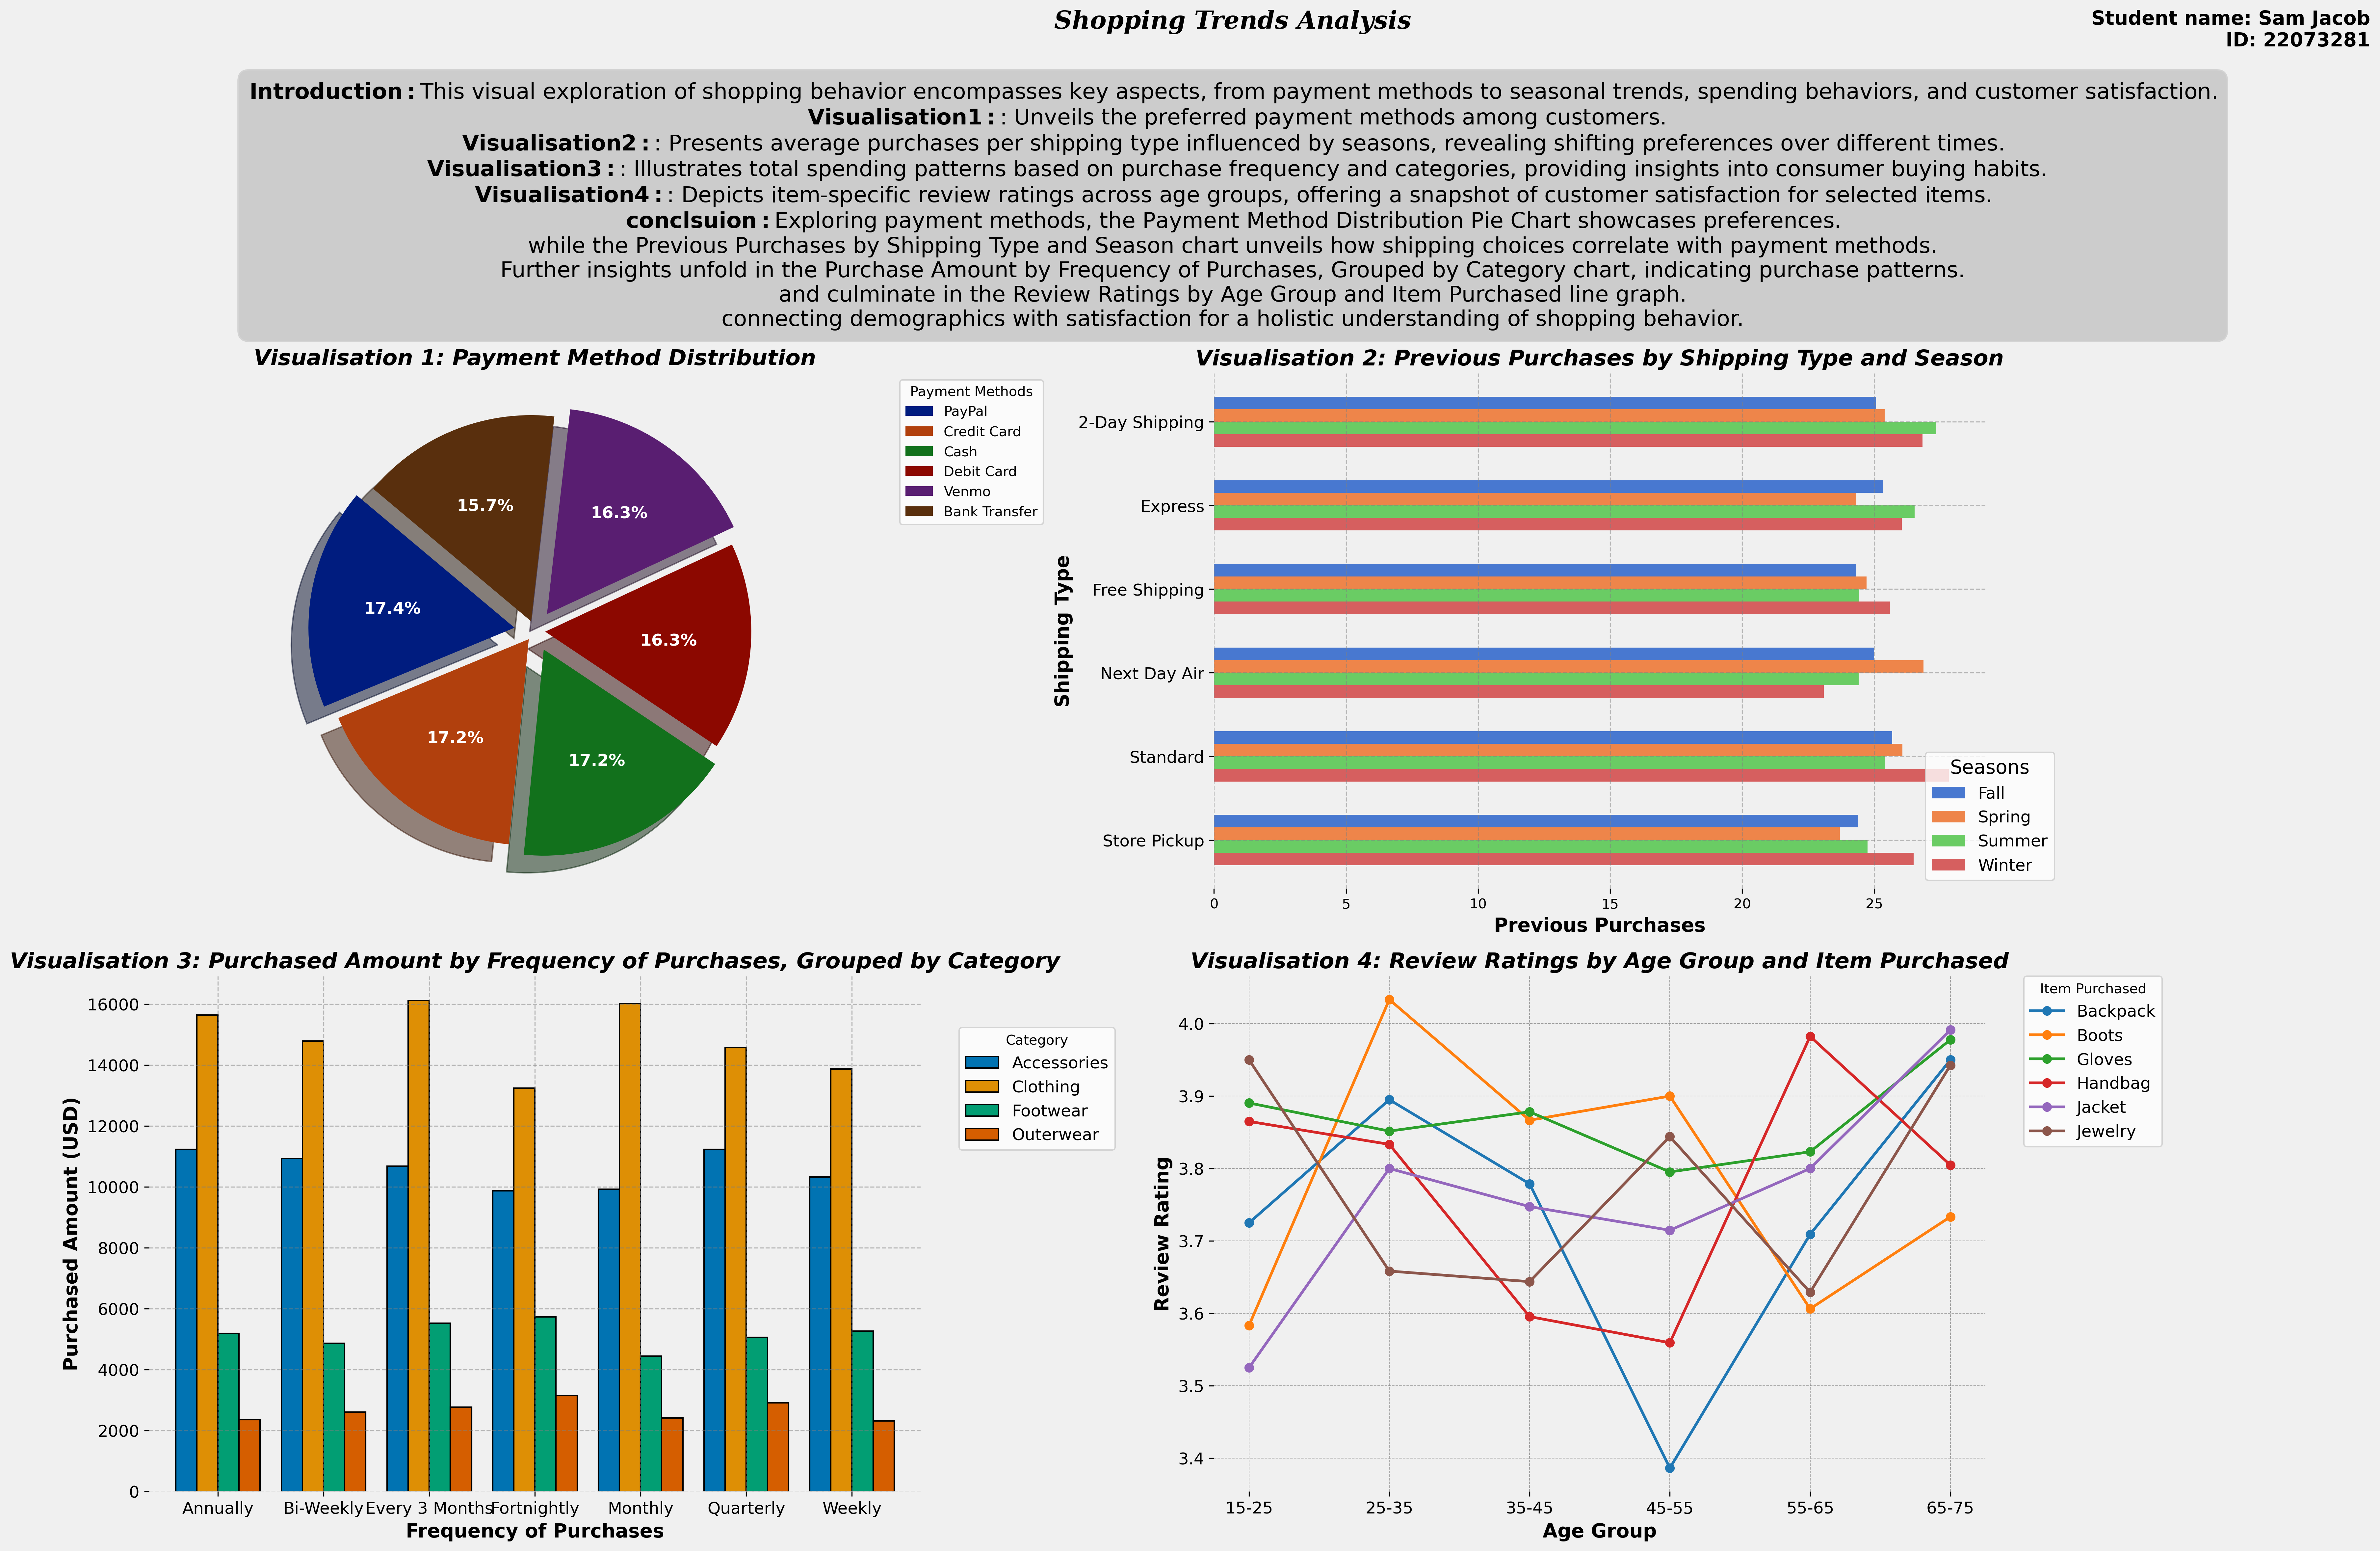 Shopping Trends Analysis
Student name: Sam Jacob
ID: 22073281
Introduction: This visual exploration of shopping behavior encompasses key aspects, from payment methods to seasonal trends, spending behaviors, and customer satisfaction.
Visualisation1: : Unveils the preferred payment methods among customers.
Visualisation2: : Presents average purchases per shipping type influenced by seasons, revealing shifting preferences over different times.
Visualisation3: : Illustrates total spending patterns based on purchase frequency and categories, providing insights into consumer buying habits.
Visualisation4: : Depicts item-specific review ratings across age groups, offering a snapshot of customer satisfaction for selected items.
conclsuion: Exploring payment methods, the Payment Method Distribution Pie Chart showcases preferences.
while the Previous Purchases by Shipping Type and Season chart unveils how shipping choices correlate with payment methods.
Further insights unfold in the Purchase Amount by Frequency of Purchases, Grouped by Category chart, indicating purchase patterns.
and culminate in the Review Ratings by Age Group and Item Purchased line graph.
connecting demographics with satisfaction for a holistic understanding of shopping behavior.
Visualisation 1: Payment Method Distribution
Payment Methods
PayPal
Credit Card
Cash
Debit Card
Venmo
Bank Transfer
15.7%
16.3%
17.4%
16.3%
17.2%
17.2%
Visualisation 2: Previous Purchases by Shipping Type and Season
Shipping Type
2-Day Shipping
Express
Free Shipping
Next Day Air
Standard
Store Pickup
Seasons
Fall
Spring
Summer
Winter
0 5 10 15 20 25
Previous Purchases
Visualisation 3: Purchased Amount by Frequency of Purchases, Grouped by Category
Purchased Amount (USD)
16000
14000
12000
10000
8000
6000
4000
2000
0
Category
Accessories
Clothing
Footwear
Outerwear
Annually Bi-Weekly Every 3 Months Fortnightly Monthly Quarterly Weekly
Frequency of Purchases
Visualisation 4: Review Ratings by Age Group and Item Purchased
Review Rating
4.0
3.9
3.8
3.7
3.6
3.5
3.4
Item Purchased
Backpack
Boots
Gloves
Handbag
Jacket
Jewelry
15-25 25-35 35-45 45-55 55-65 65-75
Age Group